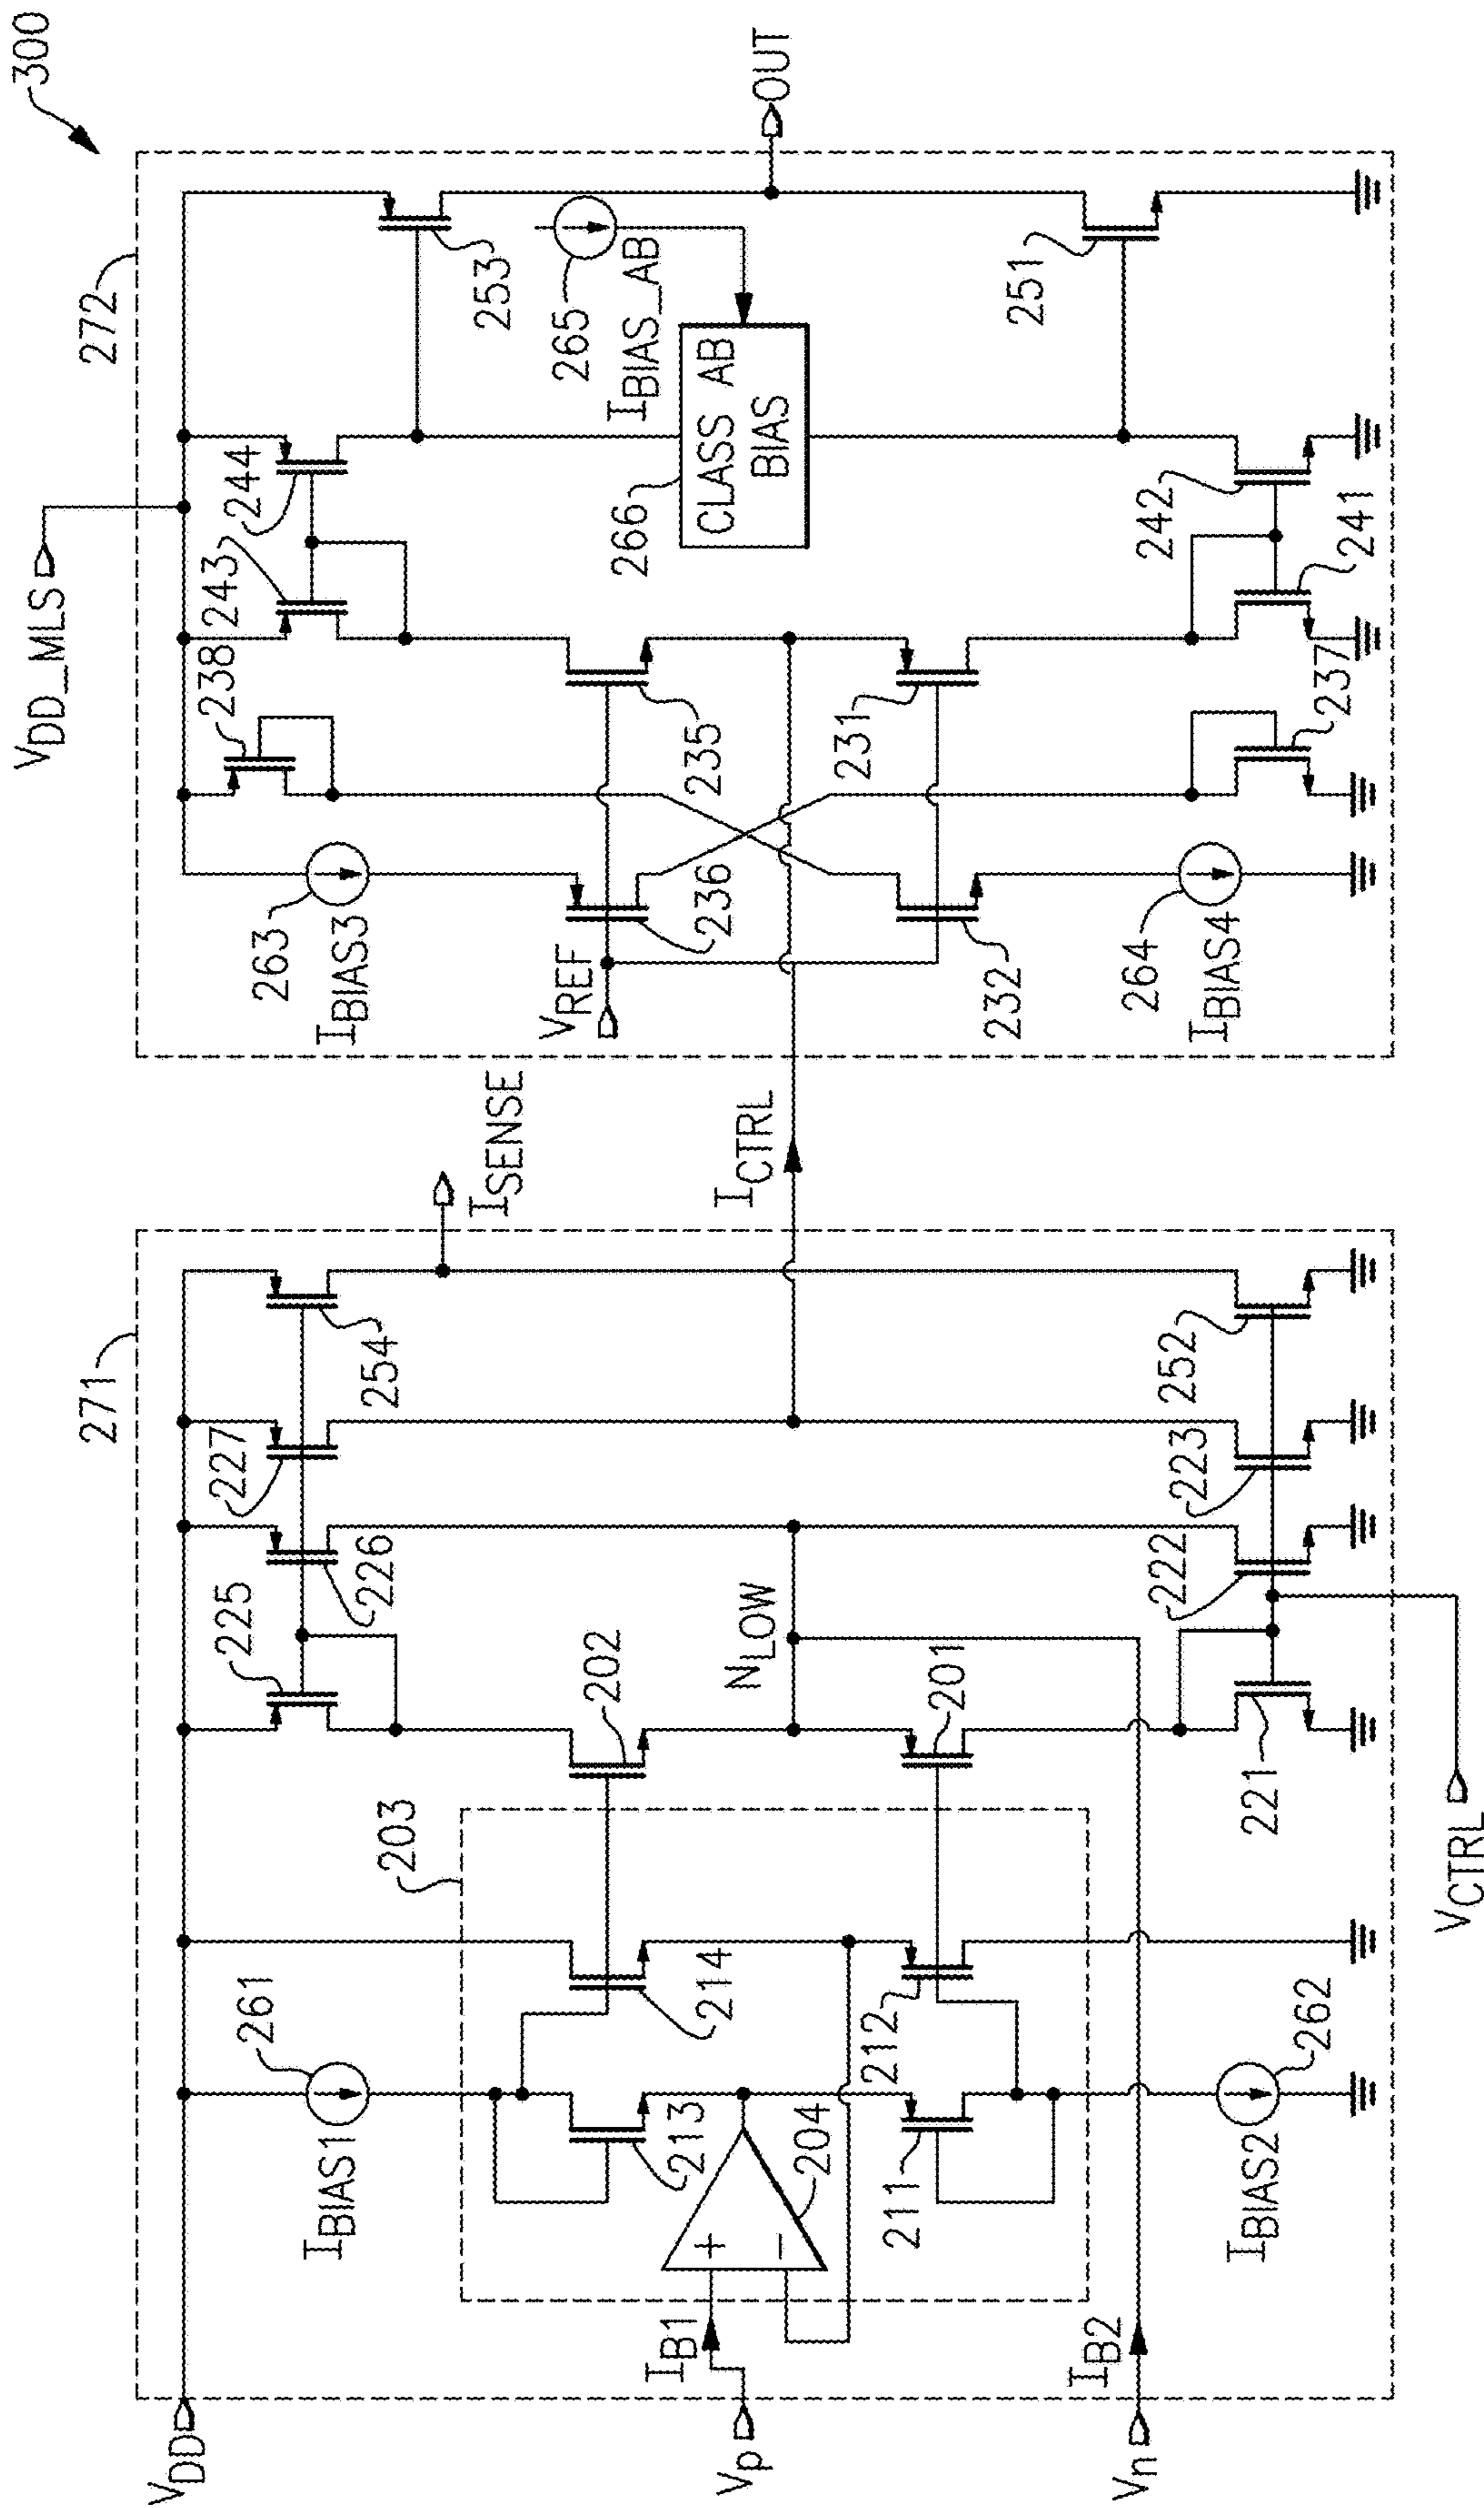 300
271
272
V_DD
V_DD_MLS
261
I_BIAS1
203
225
226
227
254
243
244
238
253
263
I_BIAS3
I_SENSE
V_REF
236
235
265
I_BIAS_AB
OUT
202
214
213
N_LOW
I_CTRL
266
CLASS AB
BIAS
I_B1
+
−
204
V_p
212
211
201
231
232
251
I_B2
V_n
262
I_BIAS2
221
222
223
252
264
I_BIAS4
237
241
242
V_CTRL